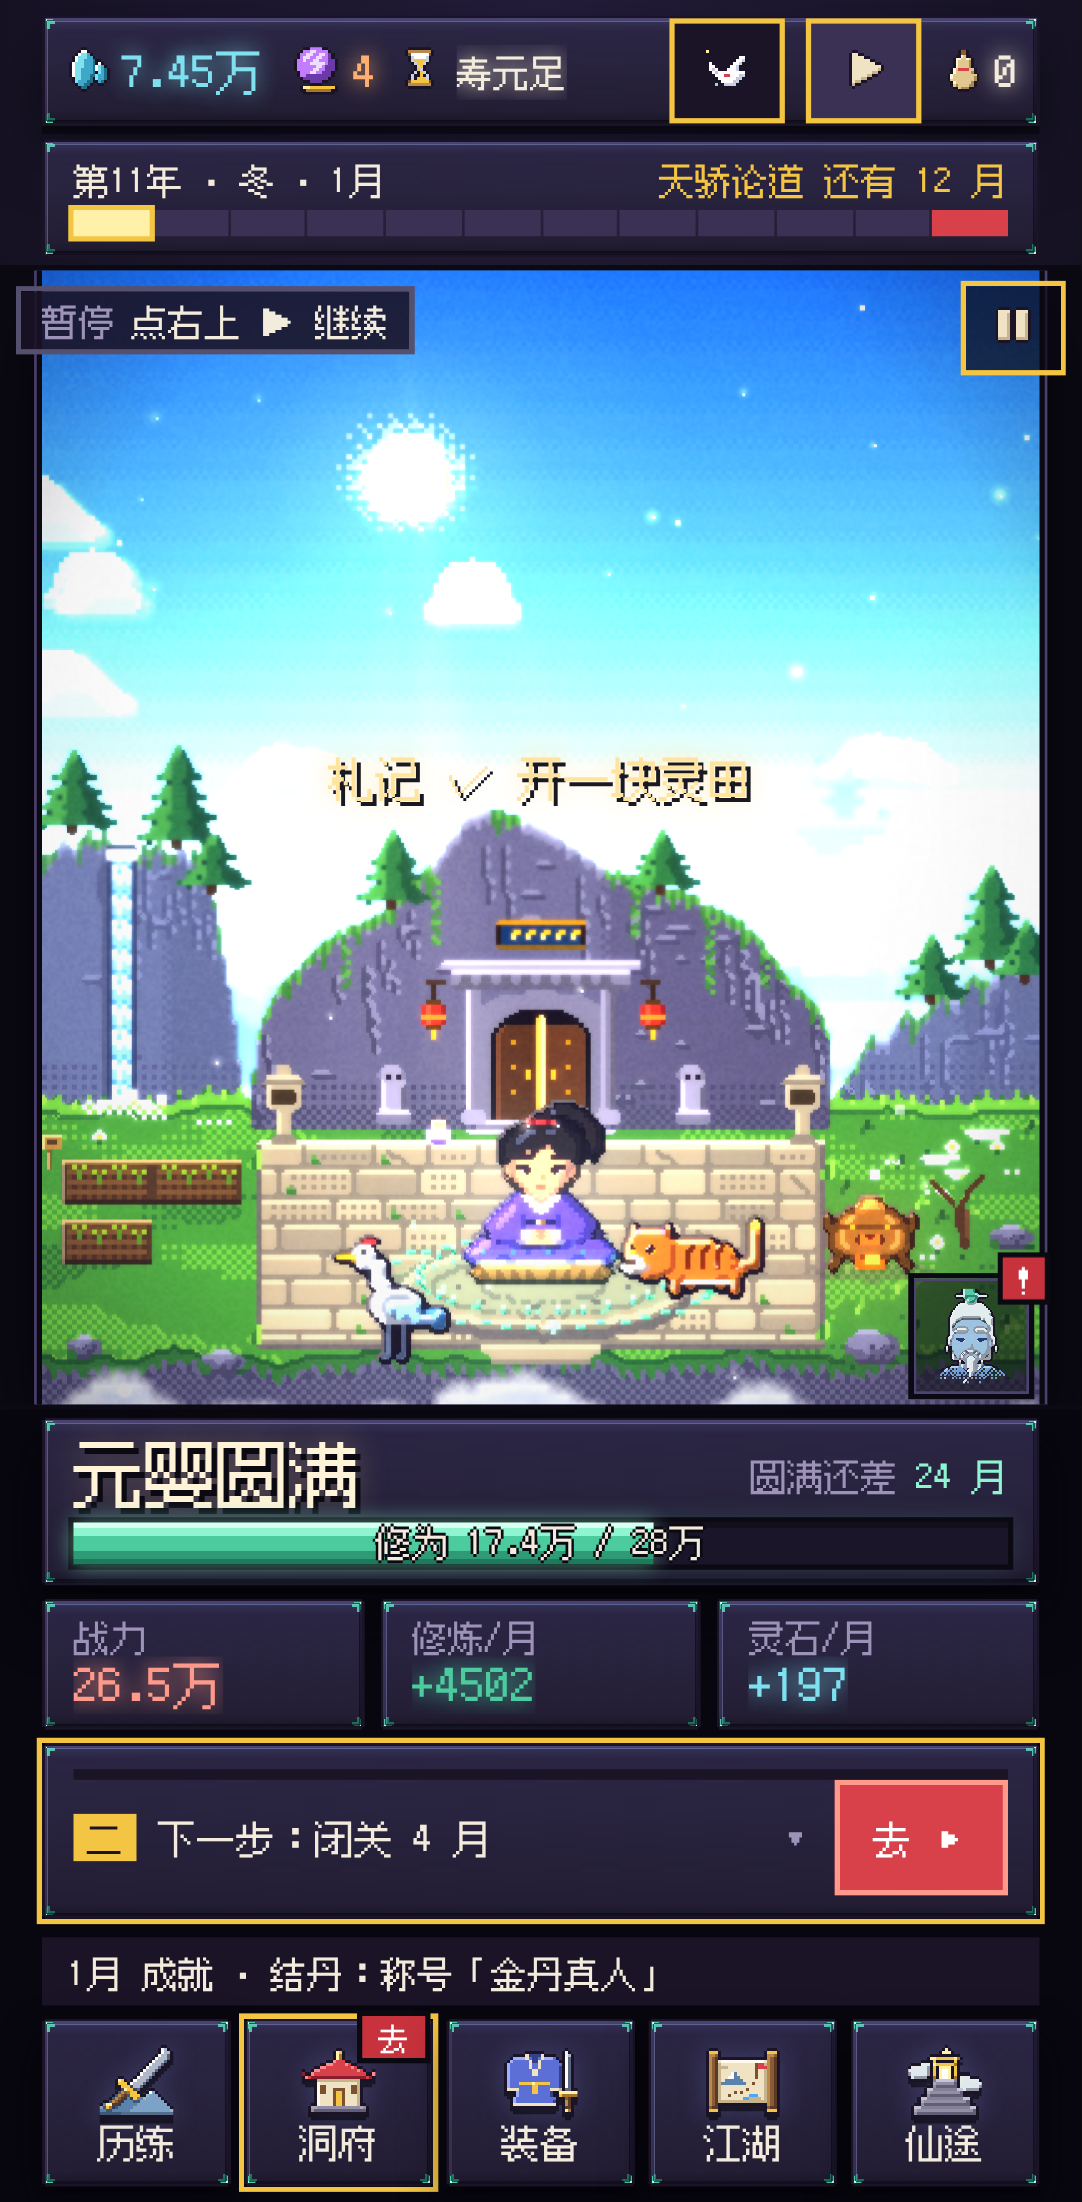 7.45万 4 寿元足 0
第11年 · 冬 · 1月 天骄论道 还有 12 月
暂停 点右上 ▶ 继续
札记 ✓ 开一块灵田
元婴圆满 圆满还差 24 月
修为 17.4万 / 28万
战力 修炼/月 灵石/月
26.5万 +4502 +197
二 下一步：闭关 4 月 ▼ 去 ▶
1月 成就 · 结丹：称号「金丹真人」
去
历练 洞府 装备 江湖 仙途